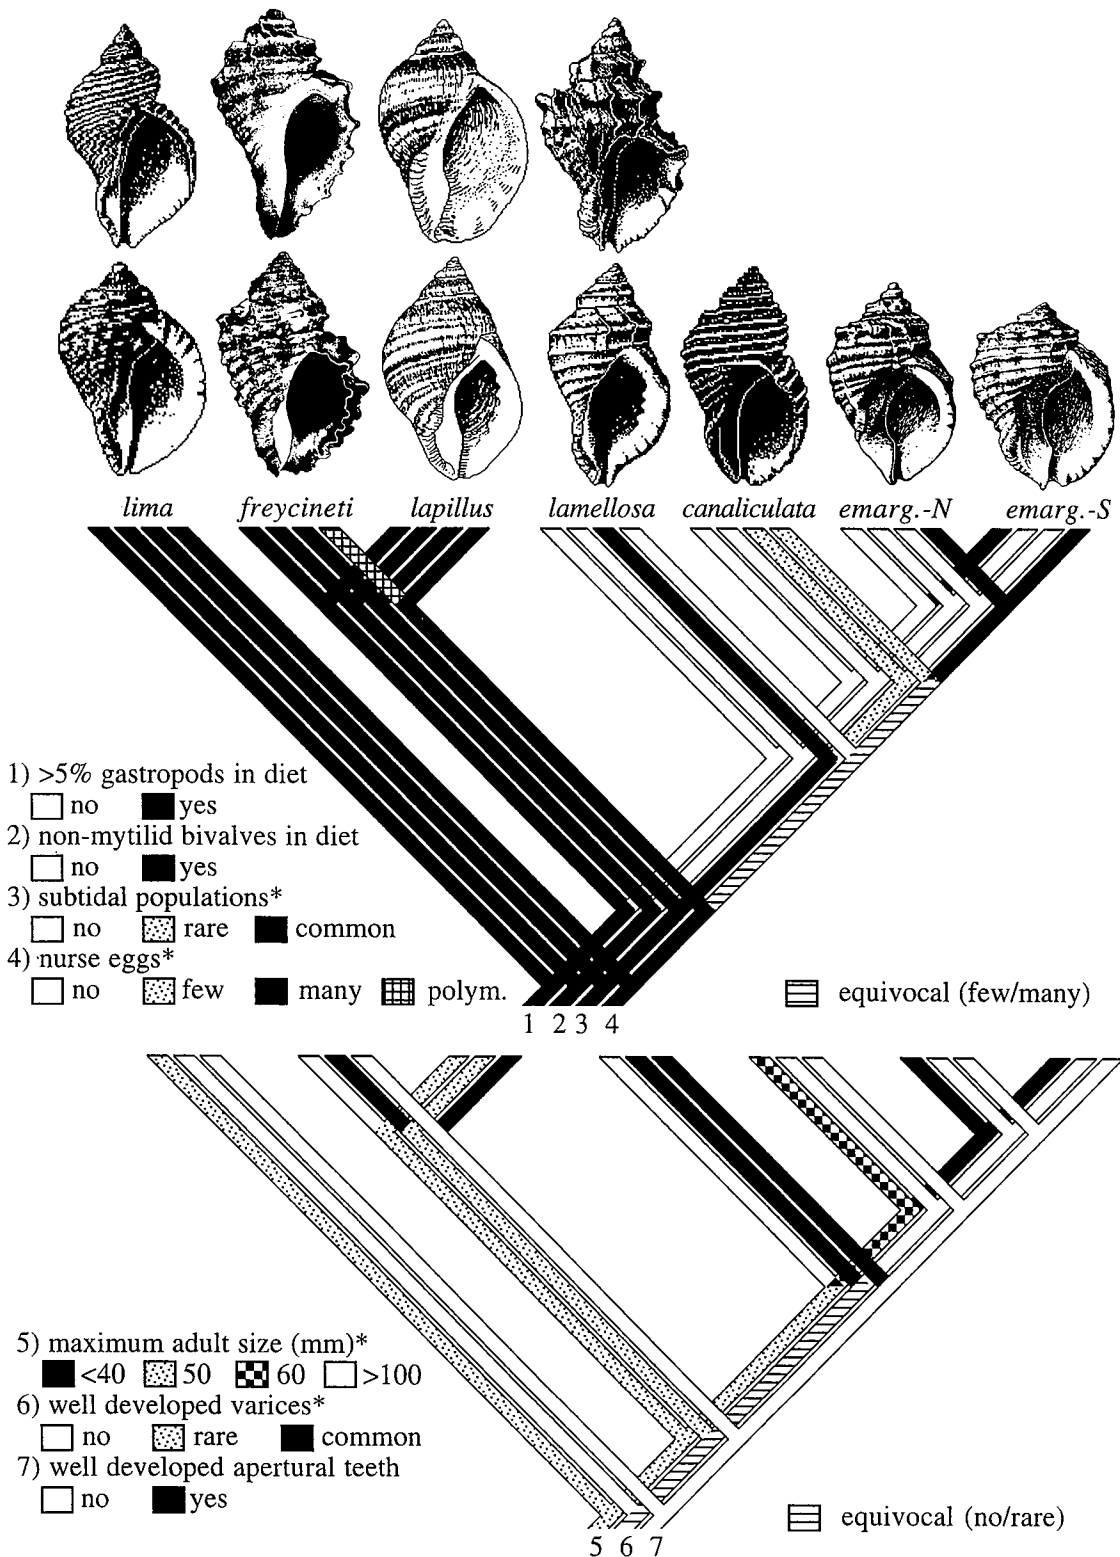 lima freycineti lapillus lamellosa canaliculata emarg.-N emarg.-S
1) >5% gastropods in diet
no yes
2) non-mytilid bivalves in diet
no yes
3) subtidal populations*
no rare common
4) nurse eggs*
no few many polym.
equivocal (few/many)
1 2 3 4
5) maximum adult size (mm)*
<40 50 60 >100
6) well developed varices*
no rare common
7) well developed apertural teeth
no yes
equivocal (no/rare)
5 6 7